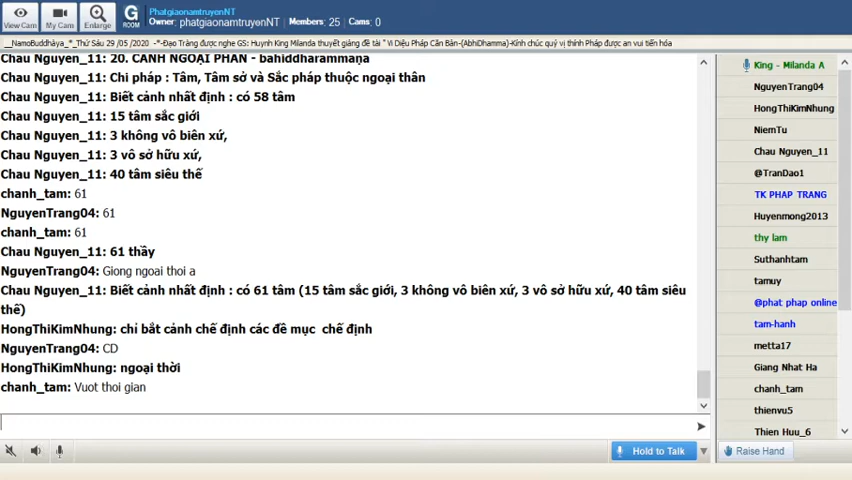 View Cam
My Cam
Enlarge
G
ROOM
PhatgiaonamtruyenNT
Owner: phatgiaonamtruyenNT | Members: 25 | Cams: 0
__NamoBuddhàya_*_Thứ Sáu 29 /05 /2020 -*-Đạo Tràng được nghe GS: Huynh King Milanda thuyết giảng đề tài " Vi Diệu Pháp Căn Bản-(AbhiDhamma)-Kính chúc quý vị thính Pháp được an vui tiến hóa
Chau Nguyen_11: 20. CẢNH NGOẠI PHẦN - bahiddhārammaṇa
Chau Nguyen_11: Chi pháp : Tâm, Tâm sở và Sắc pháp thuộc ngoại thân
Chau Nguyen_11: Biết cảnh nhất định : có 58 tâm
Chau Nguyen_11: 15 tâm sắc giới
Chau Nguyen_11: 3 không vô biên xứ,
Chau Nguyen_11: 3 vô sở hữu xứ,
Chau Nguyen_11: 40 tâm siêu thế
chanh_tam: 61
NguyenTrang04: 61
chanh_tam: 61
Chau Nguyen_11: 61 thầy
NguyenTrang04: Giong ngoai thoi a
Chau Nguyen_11: Biết cảnh nhất định : có 61 tâm (15 tâm sắc giới, 3 không vô biên xứ, 3 vô sở hữu xứ, 40 tâm siêu
thế)
HongThiKimNhung: chỉ bắt cảnh chế định các đề mục chế định
NguyenTrang04: CD
HongThiKimNhung: ngoại thời
chanh_tam: Vuot thoi gian
King - Milanda A
NguyenTrang04
HongThiKimNhung
NiemTu
Chau Nguyen_11
@TranDao1
TK PHAP TRANG
Huyenmong2013
thy lam
Suthanhtam
tamuy
@phat phap online
tam-hanh
metta17
Giang Nhat Ha
chanh_tam
thienvu5
Thien Huu_6
Hold to Talk
Raise Hand